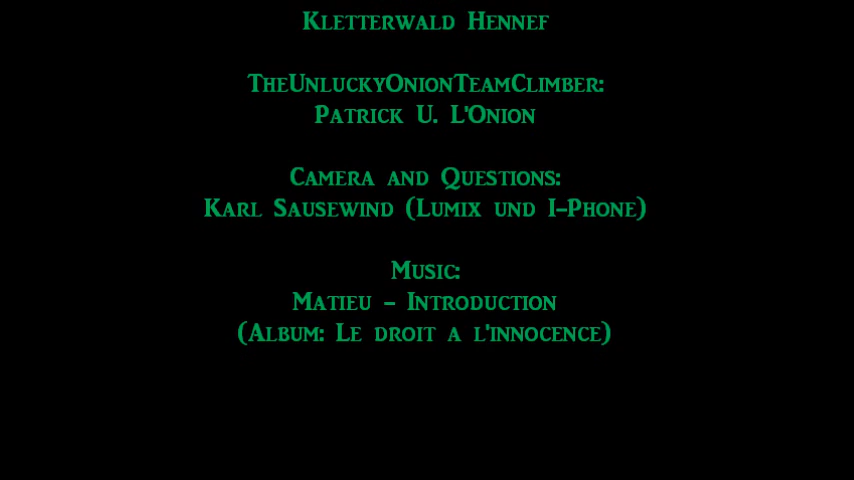 Kletterwald Hennef
TheUnluckyOnionTeamClimber:
Patrick U. L'Onion
Camera and Questions:
Karl Sausewind (Lumix und I-Phone)
Music:
Matieu - Introduction
(Album: Le droit a l'innocence)